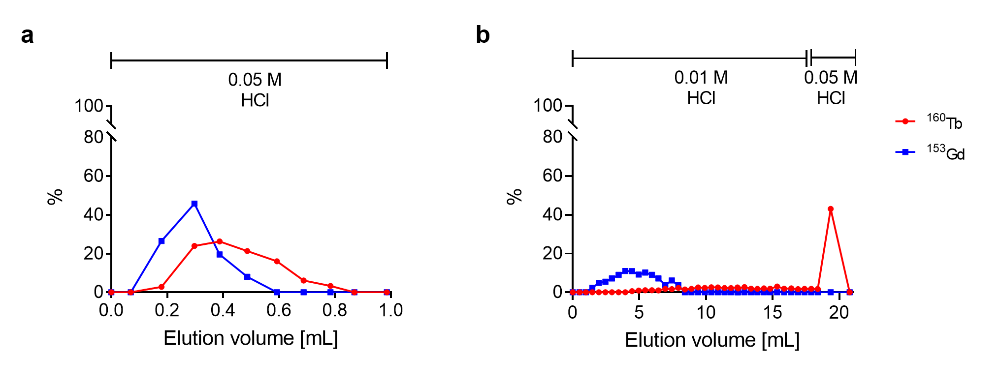 a
0.05 M
HCl
100
80
60
40
20
0
%
0.0 0.2 0.4 0.6 0.8 1.0
Elution volume [mL]
b
0.01 M
HCl
0.05 M
HCl
100
80
60
40
20
0
%
0 5 10 15 20
Elution volume [mL]
¹⁶⁰Tb
¹⁵³Gd